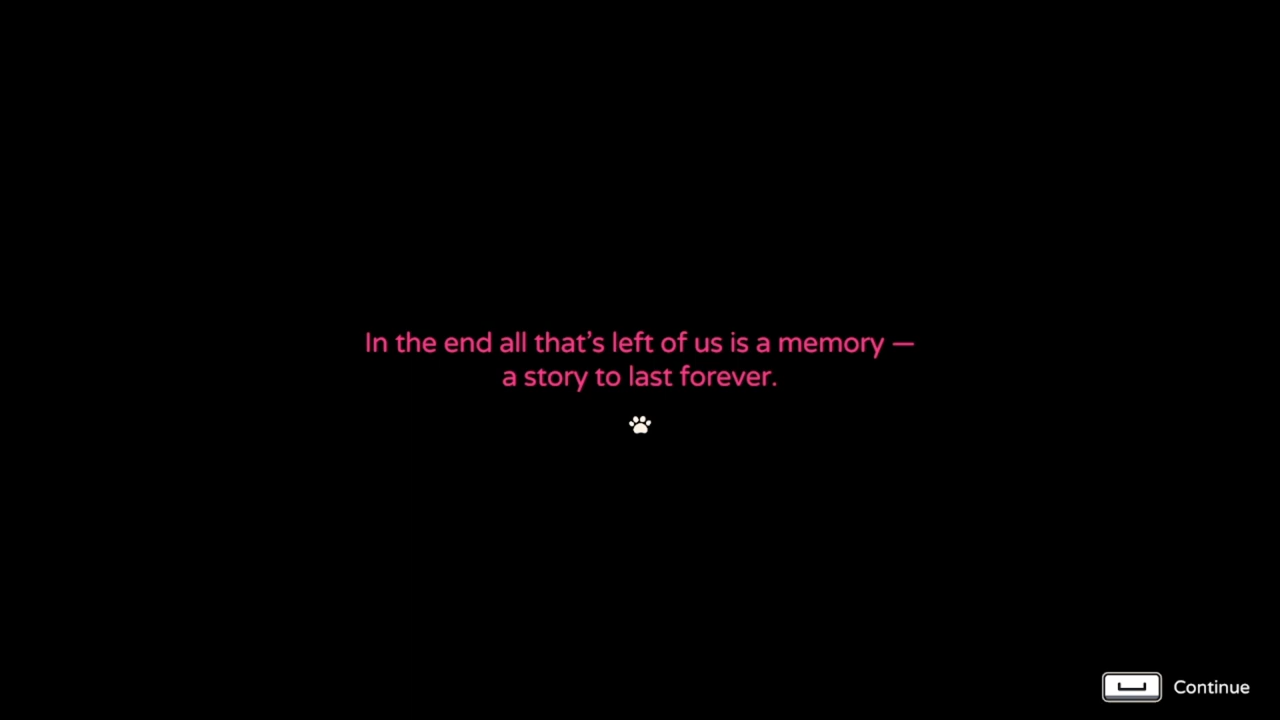 In the end all that’s left of us is a memory —
a story to last forever.
Continue